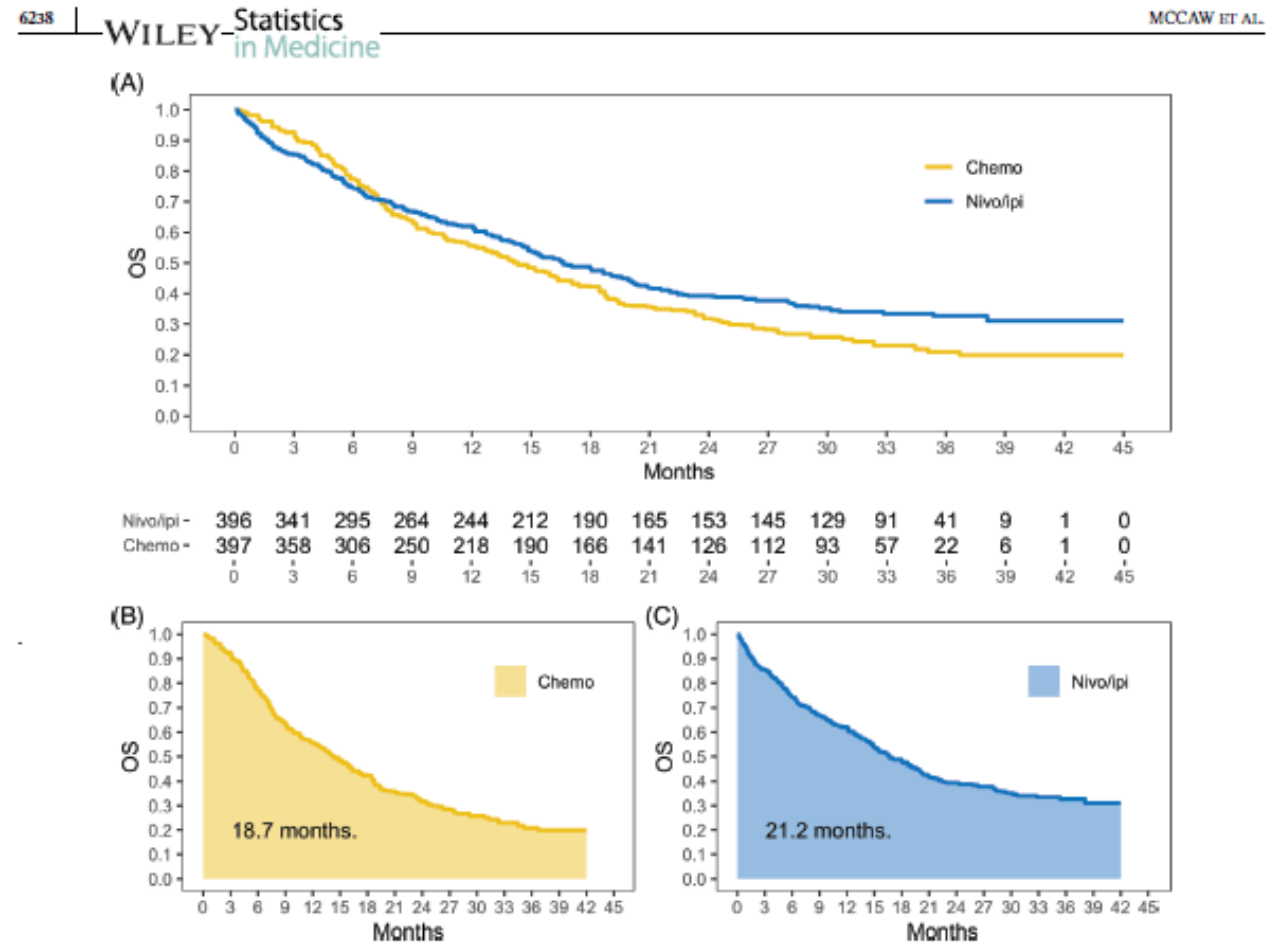 6238
WILEY Statistics in Medicine
MCCAW ET AL.
(A)
1.0
0.9
0.8
0.7
0.6
0.5
0.4
0.3
0.2
0.1
0.0
OS
Chemo
Nivo/ipi
0 3 6 9 12 15 18 21 24 27 30 33 36 39 42 45
Months
Nivo/ipi 396 341 295 264 244 212 190 165 153 145 129 91 41 9 1 0
Chemo 397 358 306 250 218 190 166 141 126 112 93 57 22 6 1 0
0 3 6 9 12 15 18 21 24 27 30 33 36 39 42 45
(B)
1.0
0.9
0.8
0.7
0.6
0.5
0.4
0.3
0.2
0.1
0.0
OS
Chemo
18.7 months.
0 3 6 9 12 15 18 21 24 27 30 33 36 39 42 45
Months
(C)
1.0
0.9
0.8
0.7
0.6
0.5
0.4
0.3
0.2
0.1
0.0
OS
Nivo/ipi
21.2 months.
0 3 6 9 12 15 18 21 24 27 30 33 36 39 42 45
Months